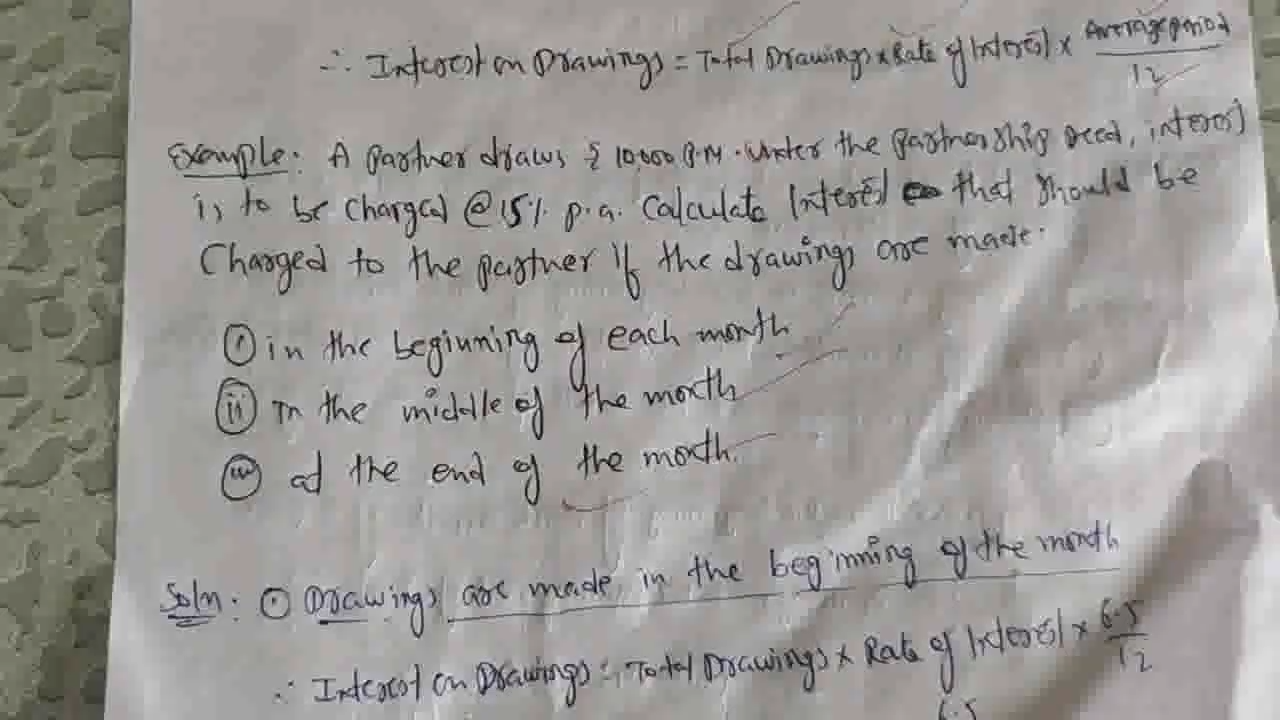 ∴ Interest on Drawings = Total Drawings x Rate of Interest x Average period / 12
Example: A partner draws ₹ 10,000 P.M. Under the partnership deed, interest
is to be charged @ 15% p.a. Calculate Interest that should be
Charged to the partner if the drawings are made:
(i) in the beginning of each month
(ii) In the middle of the month
(iii) at the end of the month.
Soln: (i) Drawings are made in the beginning of the month
∴ Interest on Drawings = Total Drawings x Rate of Interest x 6.5 / 12
6.5